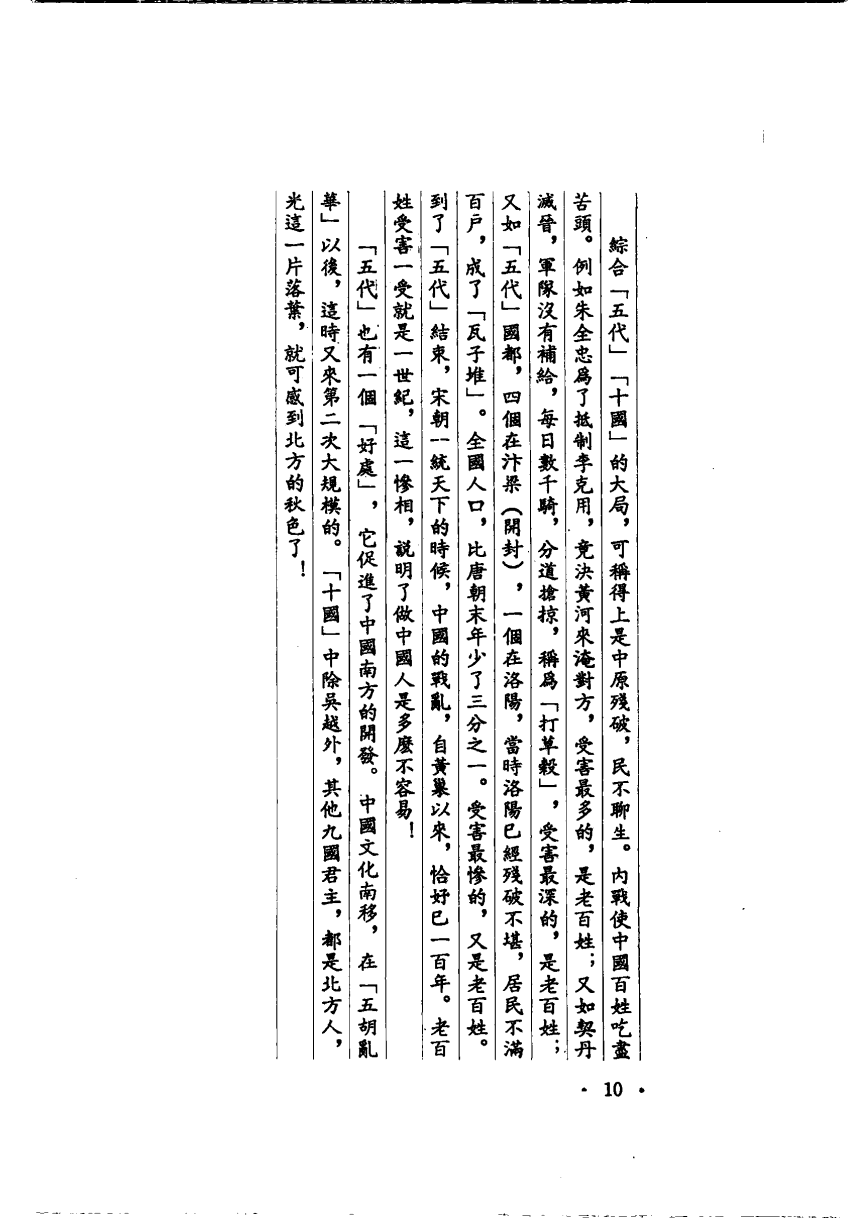 綜合「五代」「十國」的大局，可稱得上是中原殘破，民不聊生。內戰使中國百姓吃盡
苦頭。例如朱全忠爲了抵制李克用，竟決黃河來淹對方，受害最多的，是老百姓；又如契丹
滅晉，軍隊沒有補給，每日數千騎，分道搶掠，稱爲「打草穀」，受害最深的，是老百姓；
又如「五代」國都，四個在汴梁（開封），一個在洛陽，當時洛陽已經殘破不堪，居民不滿
百戶，成了「瓦子堆」。全國人口，比唐朝末年少了三分之一。受害最慘的，又是老百姓。
到了「五代」結束，宋朝一統天下的時候，中國的戰亂，自黃巢以來，恰好已一百年。老百
姓受害一受就是一世紀，這一慘相，説明了做中國人是多麼不容易！
「五代」也有一個「好處」，它促進了中國南方的開發。中國文化南移，在「五胡亂
華」以後，這時又來第二次大規模的。「十國」中除吳越外，其他九國君主，都是北方人，
光這一片落葉，就可感到北方的秋色了！
· 10 ·